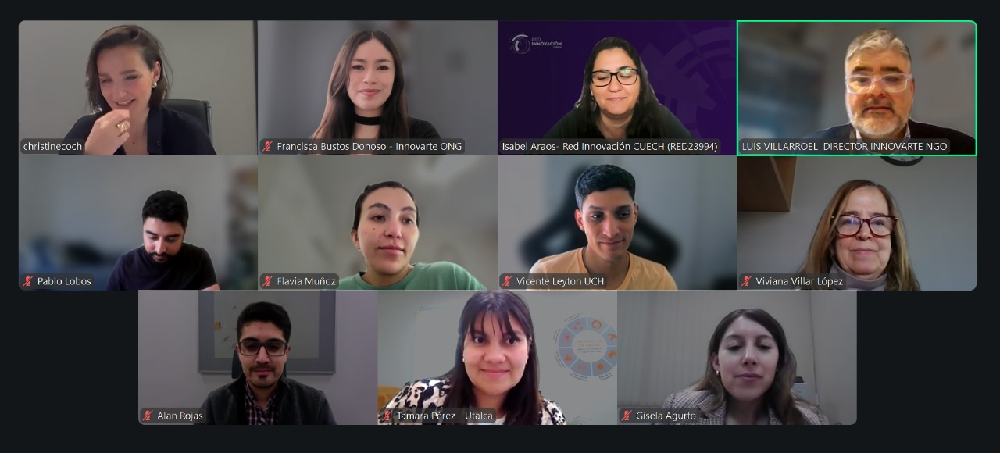 RED
INNOVACIÓN
christinecoch
Francisca Bustos Donoso - Innovarte ONG
Isabel Araos- Red Innovación CUECH (RED23994)
LUIS VILLARROEL DIRECTOR INNOVARTE NGO
Pablo Lobos
Flavia Muñoz
Vicente Leyton UCH
Viviana Villar López
Alan Rojas
Tamara Pérez - Utalca
Gisela Agurto